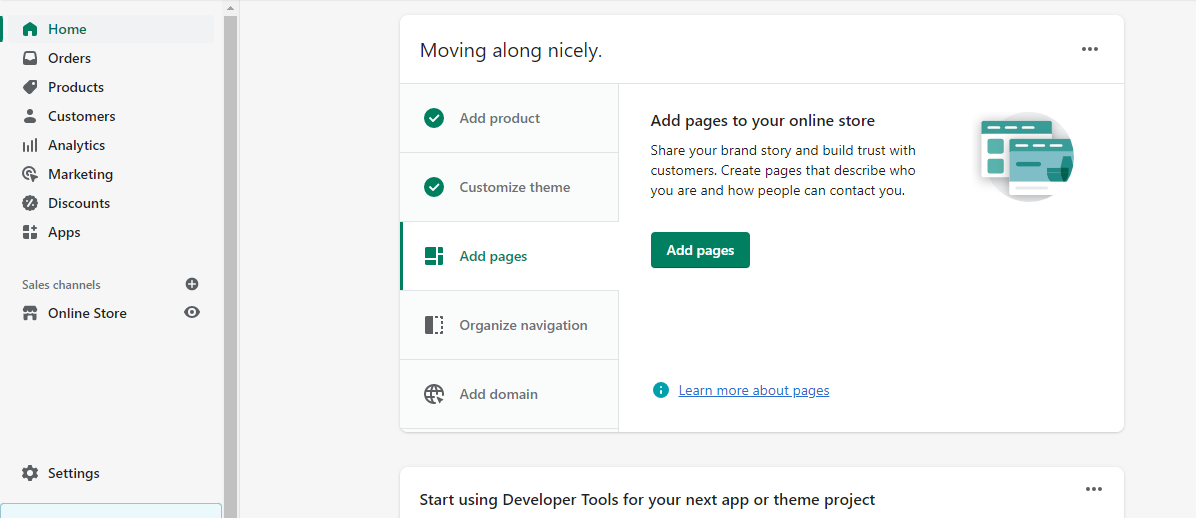 Home
Orders
Products
Customers
Analytics
Marketing
Discounts
Apps
Sales channels
Online Store
Settings
Moving along nicely.
Add product
Customize theme
Add pages
Organize navigation
Add domain
Add pages to your online store
Share your brand story and build trust with
customers. Create pages that describe who
you are and how people can contact you.
Add pages
Learn more about pages
Start using Developer Tools for your next app or theme project